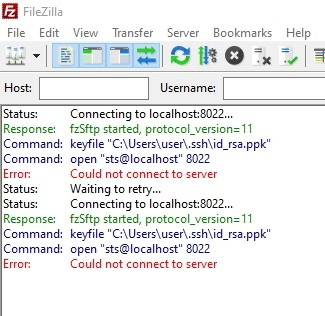 Fz FileZilla
File Edit View Transfer Server Bookmarks
Host: Username:
Status: Connecting to localhost:8022...
Response: fzSftp started, protocol_version=11
Command: keyfile "C:\Users\user\.ssh\id_rsa.ppk"
Command: open "sts@localhost" 8022
Error: Could not connect to server
Status: Waiting to retry...
Status: Connecting to localhost:8022...
Response: fzSftp started, protocol_version=11
Command: keyfile "C:\Users\user\.ssh\id_rsa.ppk"
Command: open "sts@localhost" 8022
Error: Could not connect to server